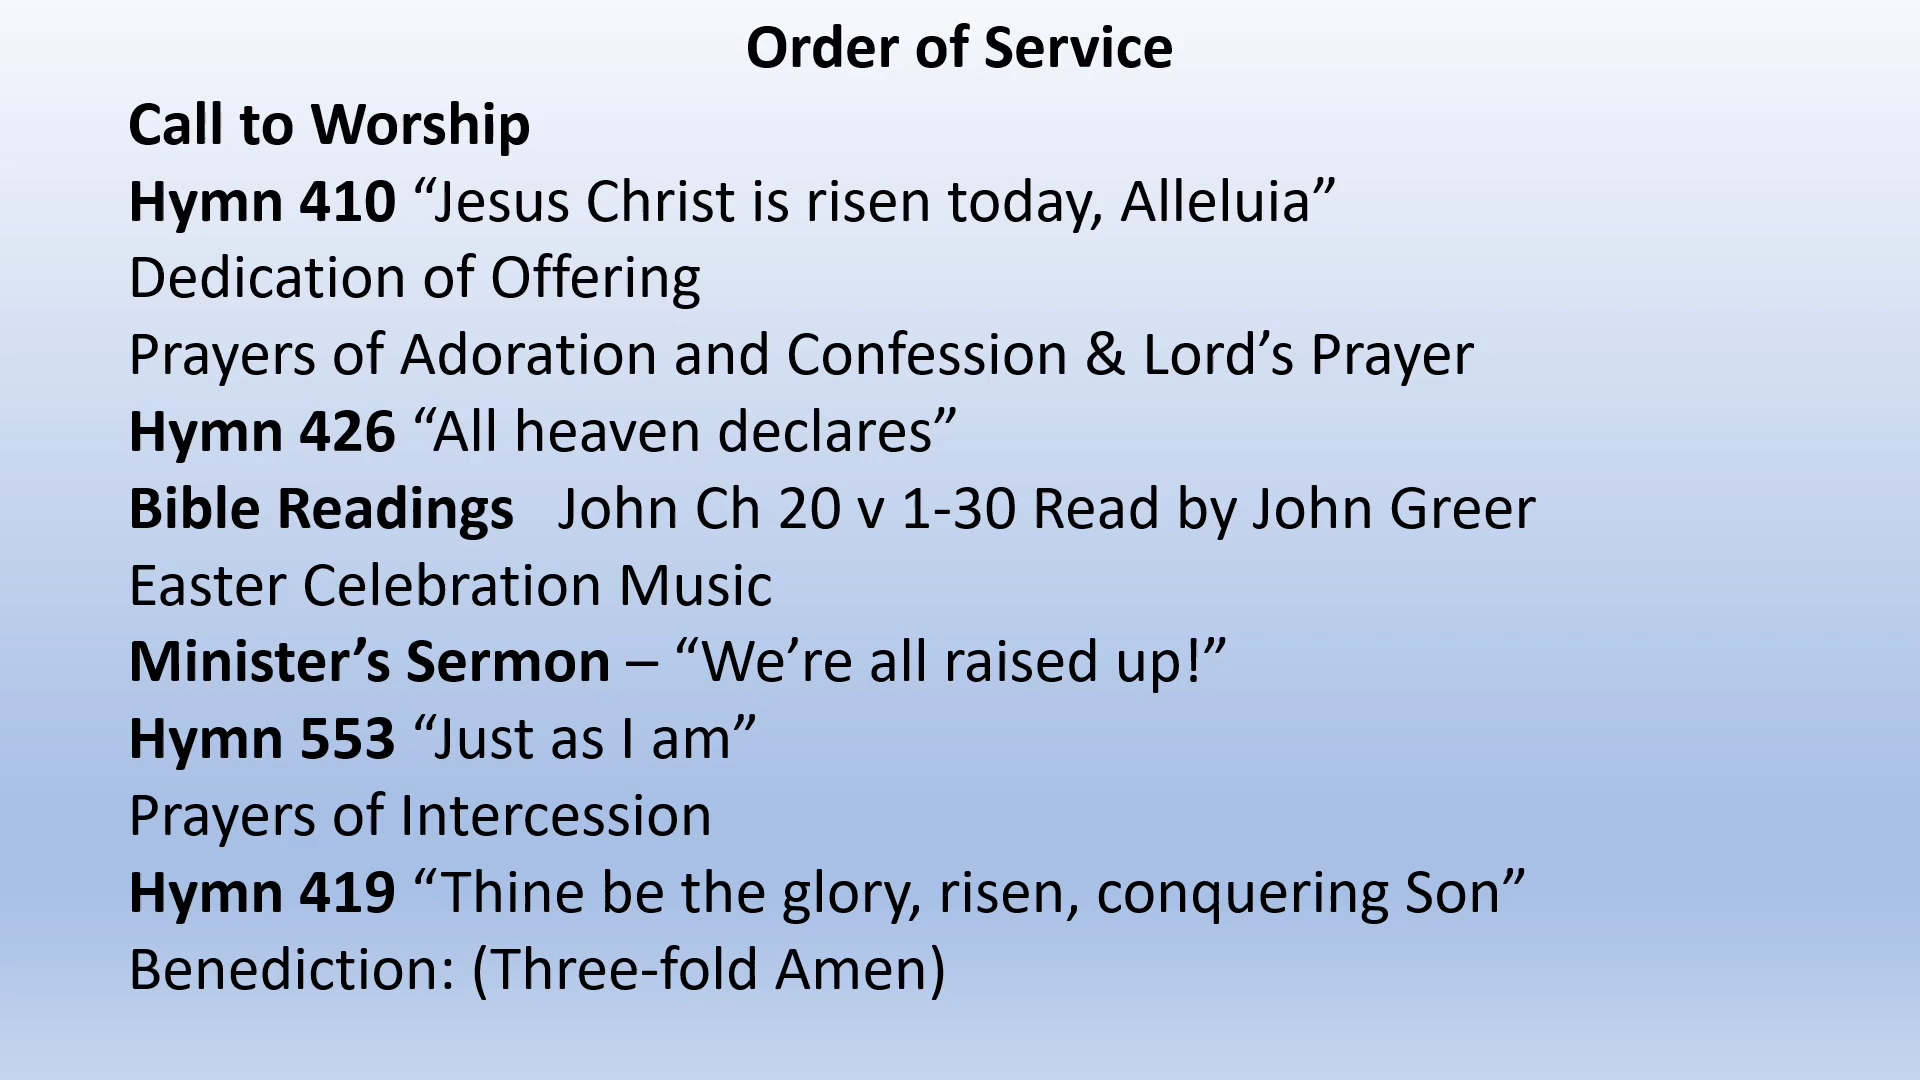 Order of Service
Call to Worship
Hymn 410 “Jesus Christ is risen today, Alleluia”
Dedication of Offering
Prayers of Adoration and Confession & Lord’s Prayer
Hymn 426 “All heaven declares”
Bible Readings   John Ch 20 v 1-30 Read by John Greer
Easter Celebration Music
Minister’s Sermon – “We’re all raised up!”
Hymn 553 “Just as I am”
Prayers of Intercession
Hymn 419 “Thine be the glory, risen, conquering Son”
Benediction: (Three-fold Amen)